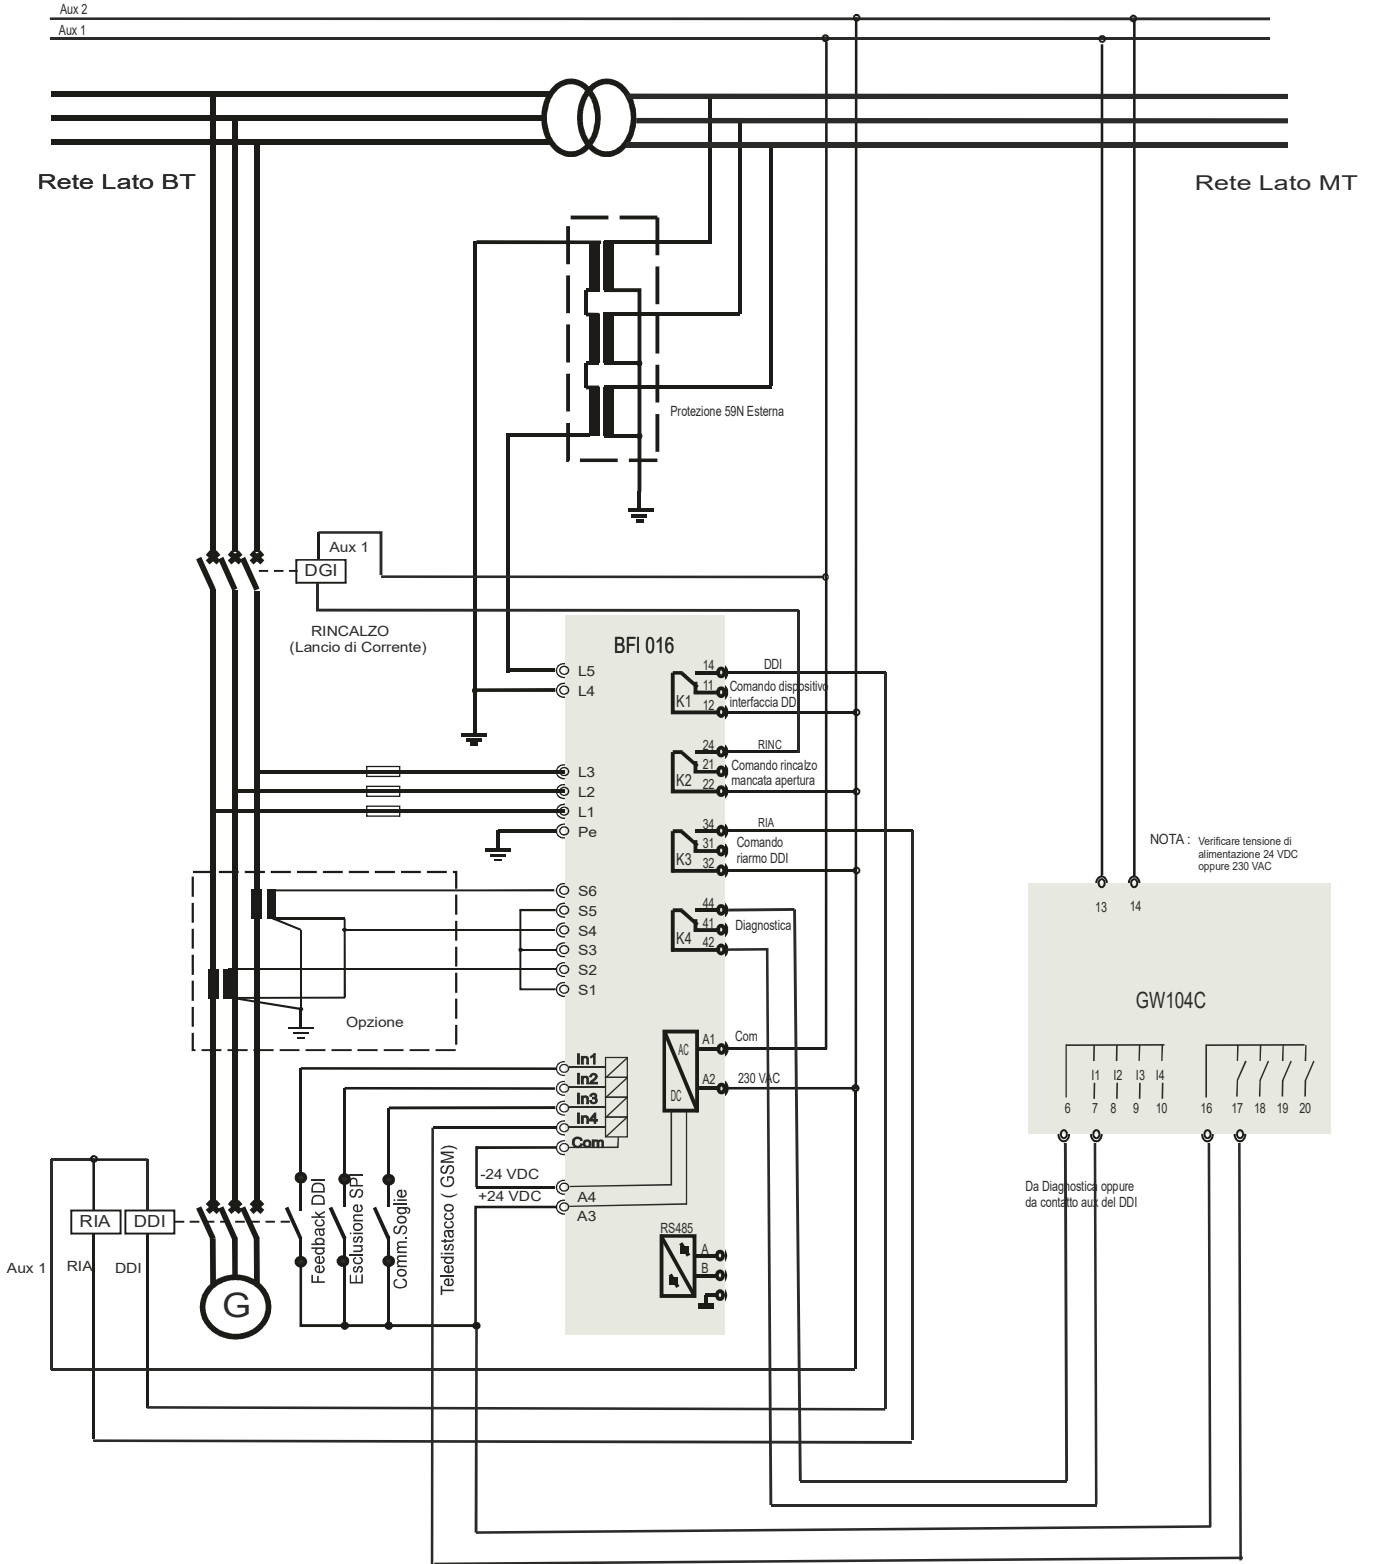 Aux 2
Aux 1
Rete Lato BT
Rete Lato MT
Protezione 59N Esterna
Aux 1
DGI
RINCALZO
(Lancio di Corrente)
BFI 016
L5
L4
L3
L2
L1
Pe
S6
S5
S4
S3
S2
S1
In1
In2
In3
In4
Com
-24 VDC
+24 VDC
A4
A3
K1
14
11
12
DDI
Comando dispositivo
interfaccia DDI
K2
24
21
22
RINC
Comando rincalzo
mancata apertura
K3
34
31
32
RIA
Comando
riarmo DDI
K4
44
41
42
Diagnostica
AC
DC
A1
A2
Com
230 VAC
RS485
A
B
Opzione
RIA
DDI
Aux 1
RIA
DDI
G
Feedback DDI
Esclusione SPI
Comm.Soglie
Teledistacco ( GSM)
NOTA : Verificare tensione di
alimentazione 24 VDC
oppure 230 VAC
13
14
GW104C
I1
I2
I3
I4
6
7
8
9
10
16
17
18
19
20
Da Diagnostica oppure
da contatto aux del DDI